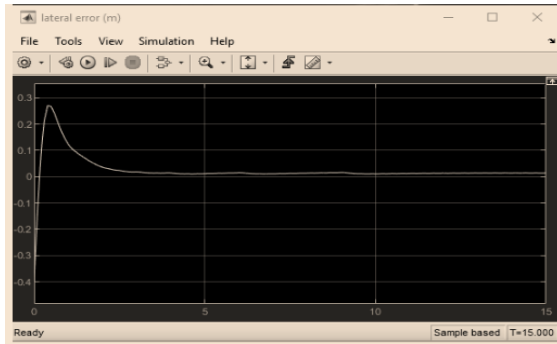 lateral error (m)
File Tools View Simulation Help
0.3
0.2
0.1
0
-0.1
-0.2
-0.3
-0.4
0 5 10 15
Ready Sample based T=15.000